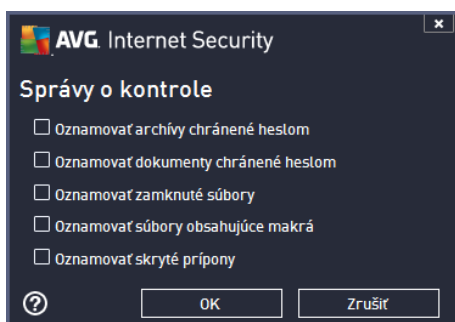 AVG. Internet Security
Správy o kontrole
Oznamovať archívy chránené heslom
Oznamovať dokumenty chránené heslom
Oznamovať zamknuté súbory
Oznamovať súbory obsahujúce makrá
Oznamovať skryté prípony
? OK Zrušiť